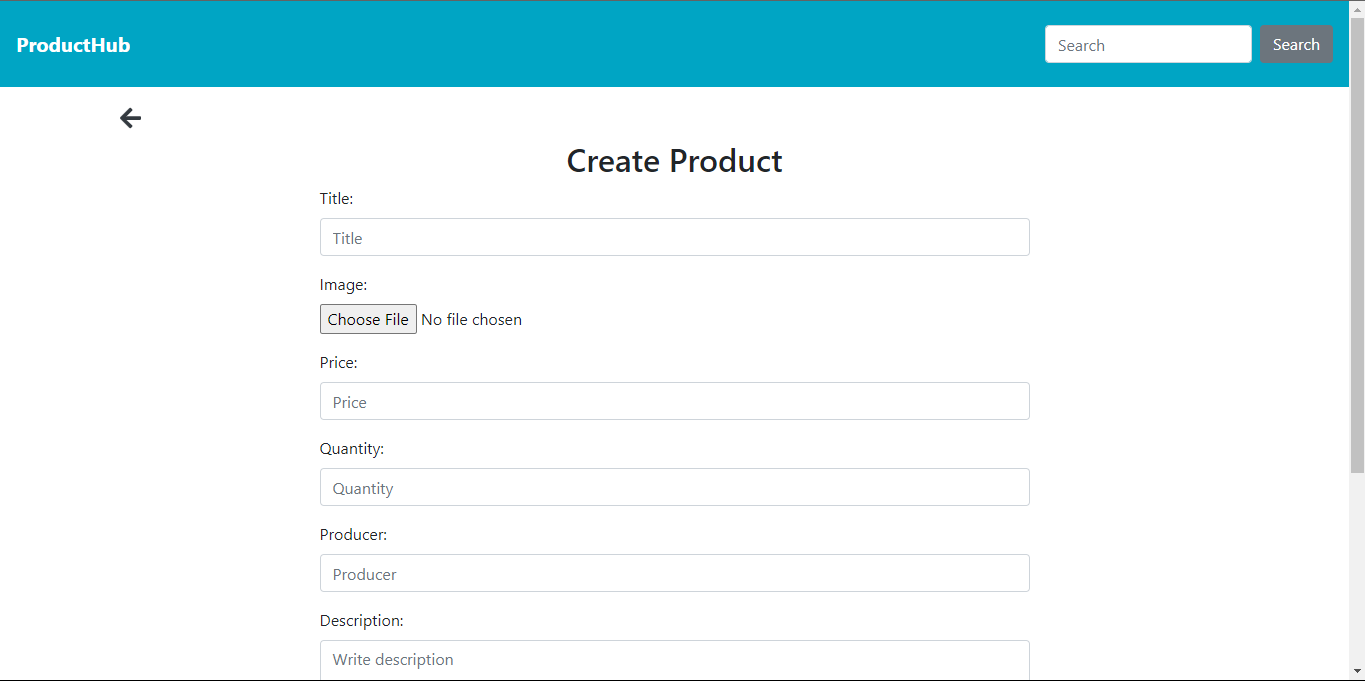 ProductHub
Search Search
Create Product
Title:
Title
Image:
Choose File No file chosen
Price:
Price
Quantity:
Quantity
Producer:
Producer
Description:
Write description